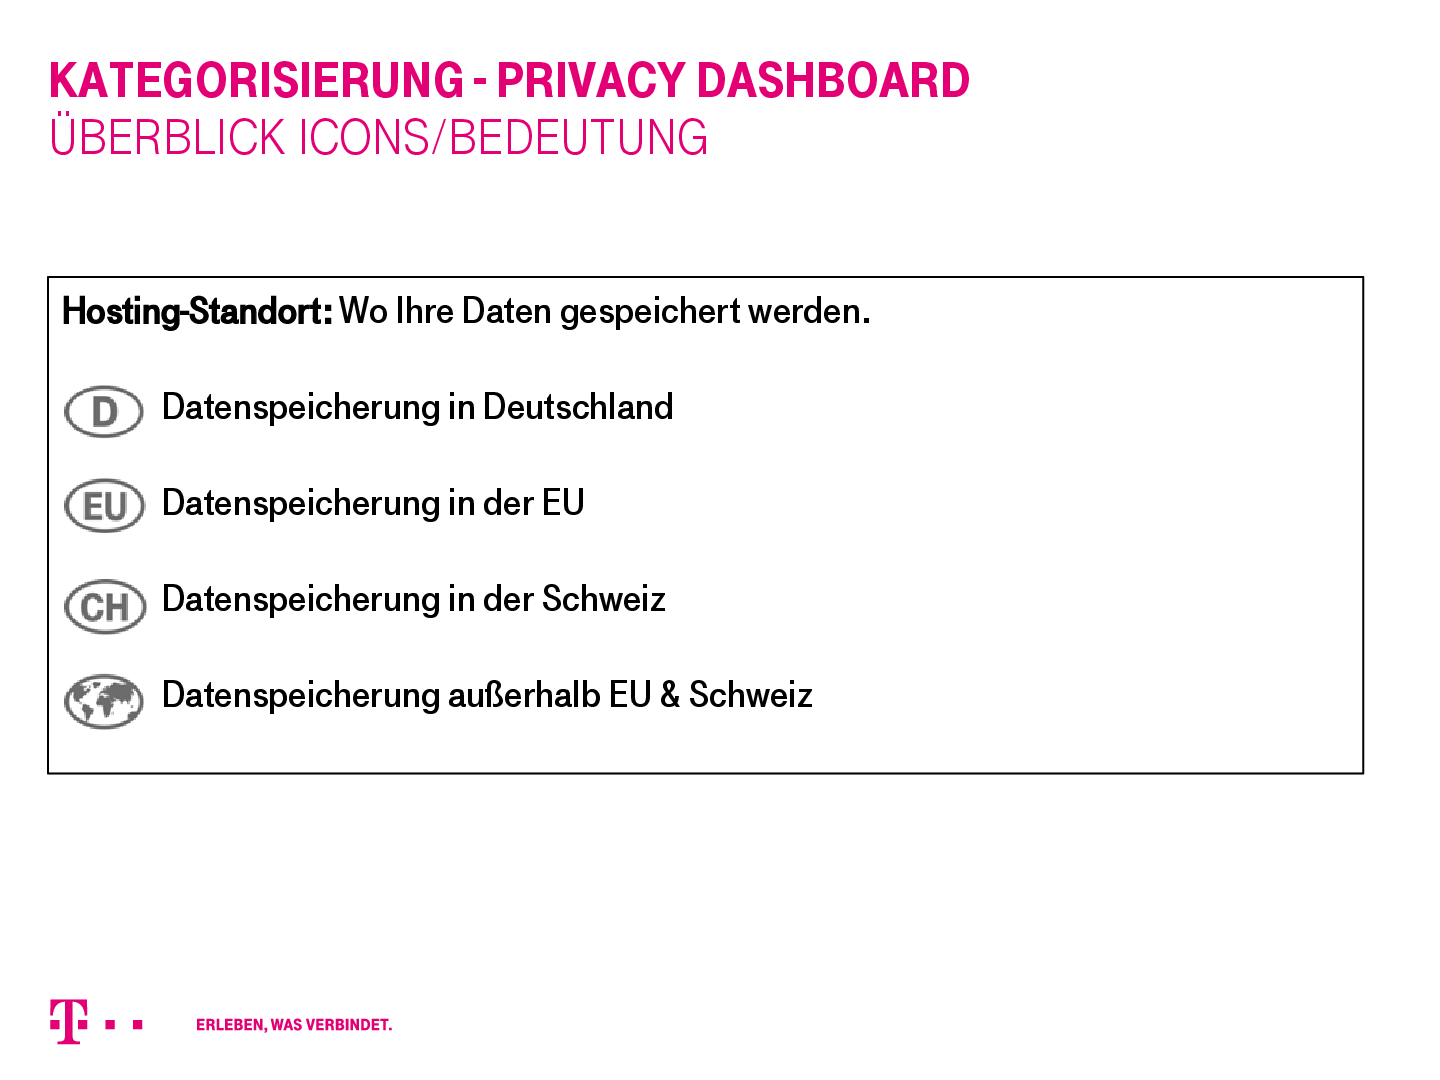 KATEGORISIERUNG - PRIVACY DASHBOARD
ÜBERBLICK ICONS/BEDEUTUNG
Hosting-Standort: Wo Ihre Daten gespeichert werden.
D Datenspeicherung in Deutschland
EU Datenspeicherung in der EU
CH Datenspeicherung in der Schweiz
Datenspeicherung außerhalb EU & Schweiz
T ERLEBEN, WAS VERBINDET.